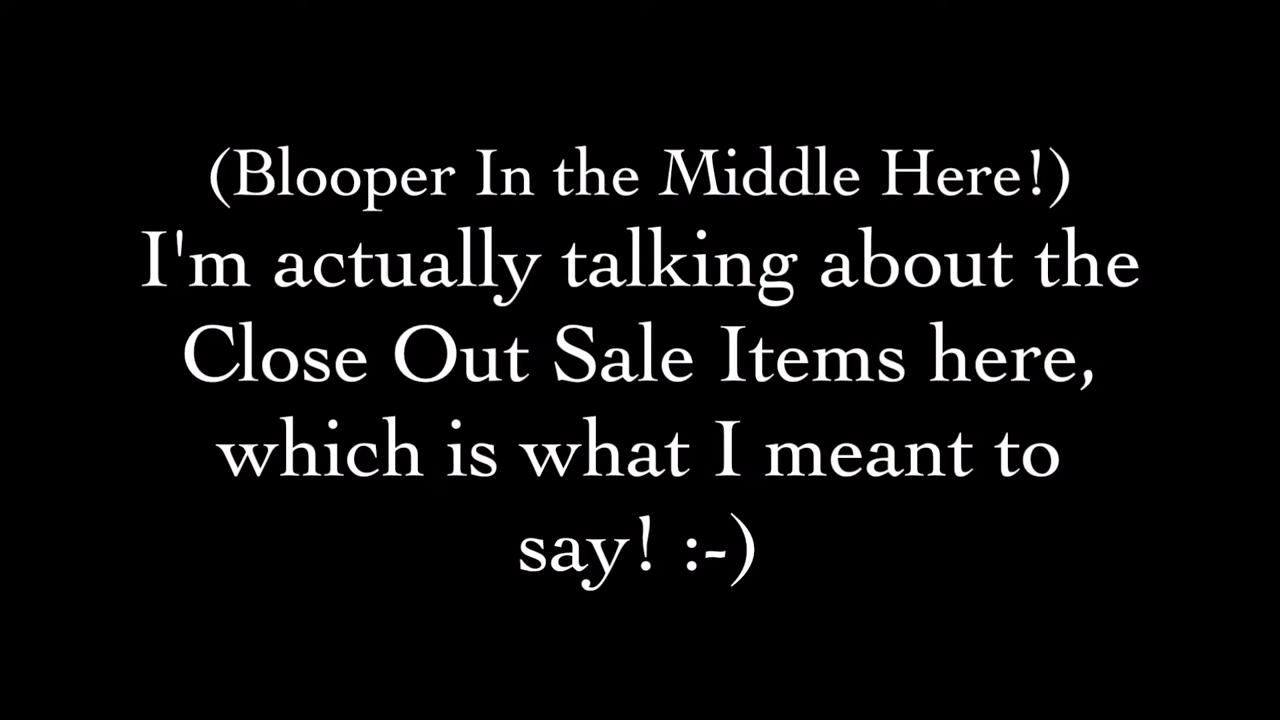 (Blooper In the Middle Here!)
I'm actually talking about the
Close Out Sale Items here,
which is what I meant to
say! :-)